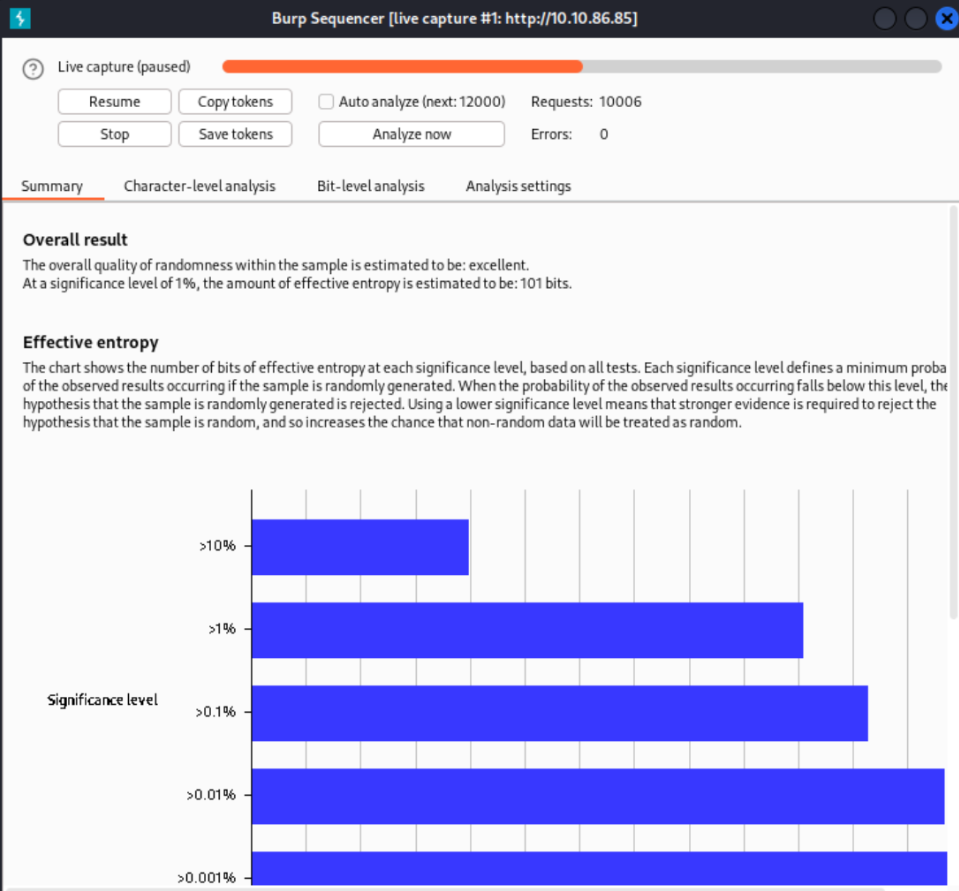 Burp Sequencer [live capture #1: http://10.10.86.85]
Live capture (paused)
Resume Copy tokens Auto analyze (next: 12000) Requests: 10006
Stop Save tokens Analyze now Errors: 0
Summary Character-level analysis Bit-level analysis Analysis settings
Overall result
The overall quality of randomness within the sample is estimated to be: excellent.
At a significance level of 1%, the amount of effective entropy is estimated to be: 101 bits.
Effective entropy
The chart shows the number of bits of effective entropy at each significance level, based on all tests. Each significance level defines a minimum proba
of the observed results occurring if the sample is randomly generated. When the probability of the observed results occurring falls below this level, the
hypothesis that the sample is randomly generated is rejected. Using a lower significance level means that stronger evidence is required to reject the
hypothesis that the sample is random, and so increases the chance that non-random data will be treated as random.
>10%
>1%
Significance level
>0.1%
>0.01%
>0.001%